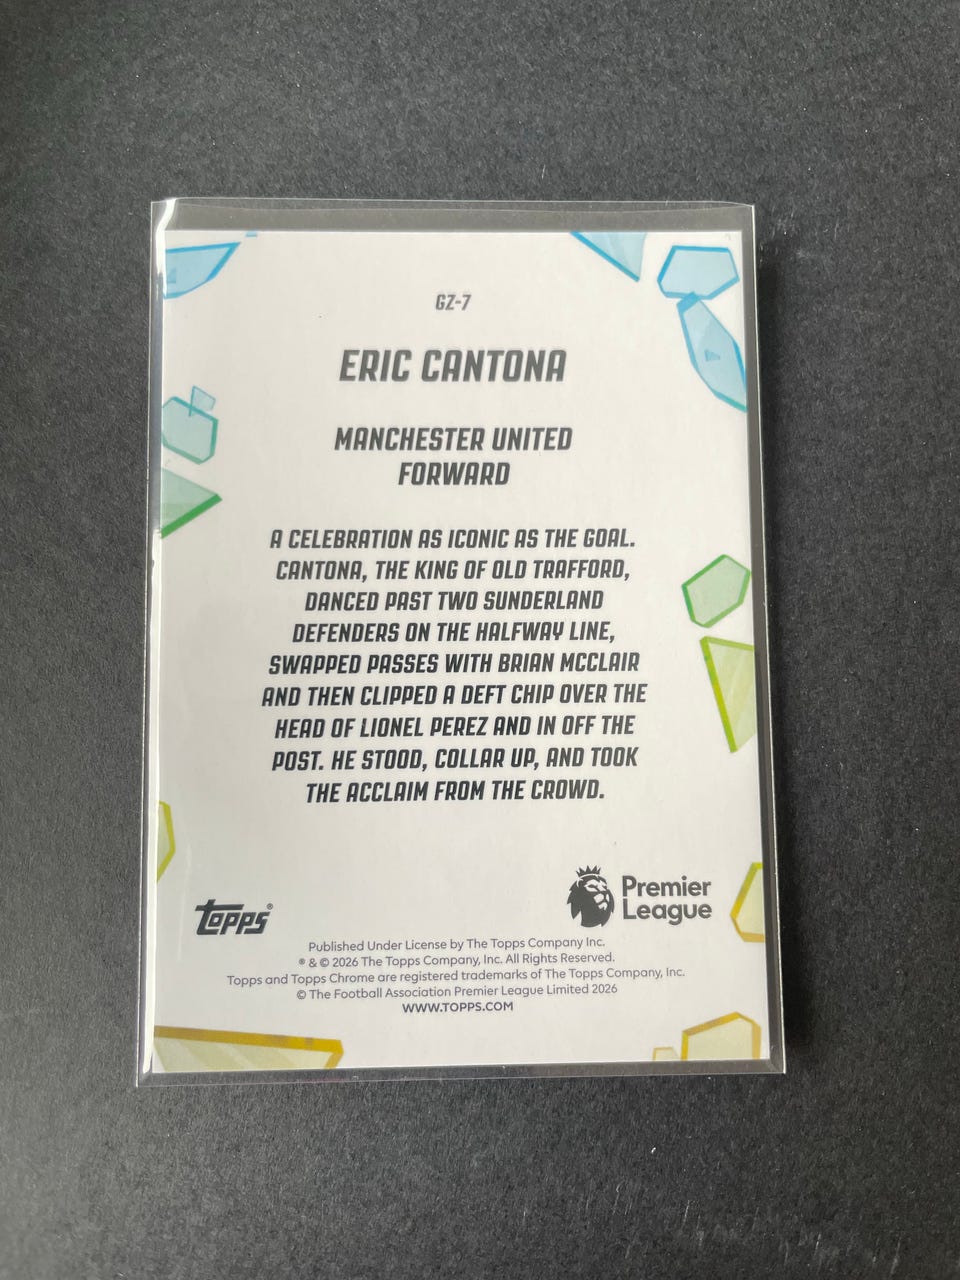 GZ-7
ERIC CANTONA
MANCHESTER UNITED
FORWARD
A CELEBRATION AS ICONIC AS THE GOAL.
CANTONA, THE KING OF OLD TRAFFORD,
DANCED PAST TWO SUNDERLAND
DEFENDERS ON THE HALFWAY LINE,
SWAPPED PASSES WITH BRIAN MCCLAIR
AND THEN CLIPPED A DEFT CHIP OVER THE
HEAD OF LIONEL PEREZ AND IN OFF THE
POST. HE STOOD, COLLAR UP, AND TOOK
THE ACCLAIM FROM THE CROWD.
Topps®
Premier
League
Published Under License by The Topps Company Inc.
® & © 2026 The Topps Company, Inc. All Rights Reserved.
Topps and Topps Chrome are registered trademarks of The Topps Company, Inc.
© The Football Association Premier League Limited 2026
WWW.TOPPS.COM